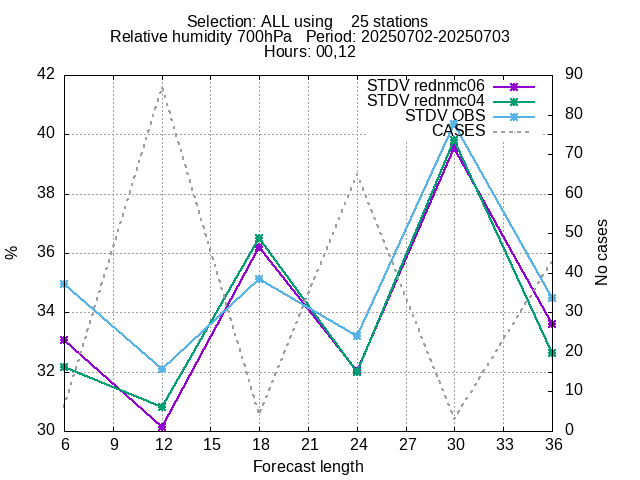 Selection: ALL using    25 stations
Relative humidity 700hPa   Period: 20250702-20250703
Hours: 00,12
STDV rednmc06
STDV rednmc04
STDV OBS
CASES
42
40
38
36
34
32
30
90
80
70
60
50
40
30
20
10
0
%
No cases
6 9 12 15 18 21 24 27 30 33 36
Forecast length